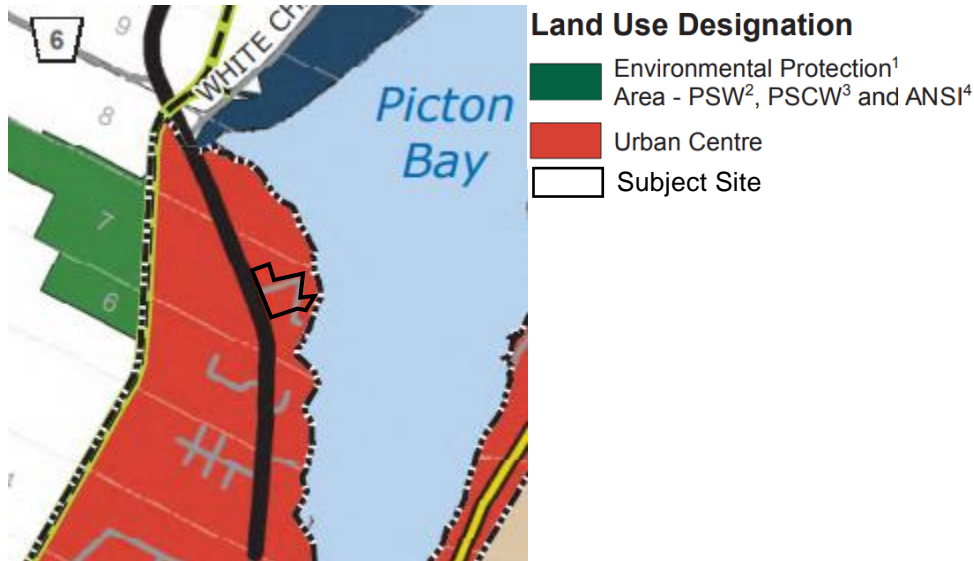 6
9
WHITE CH
8
Picton
Bay
7
6
Land Use Designation
Environmental Protection¹
Area - PSW², PSCW³ and ANSI⁴
Urban Centre
Subject Site